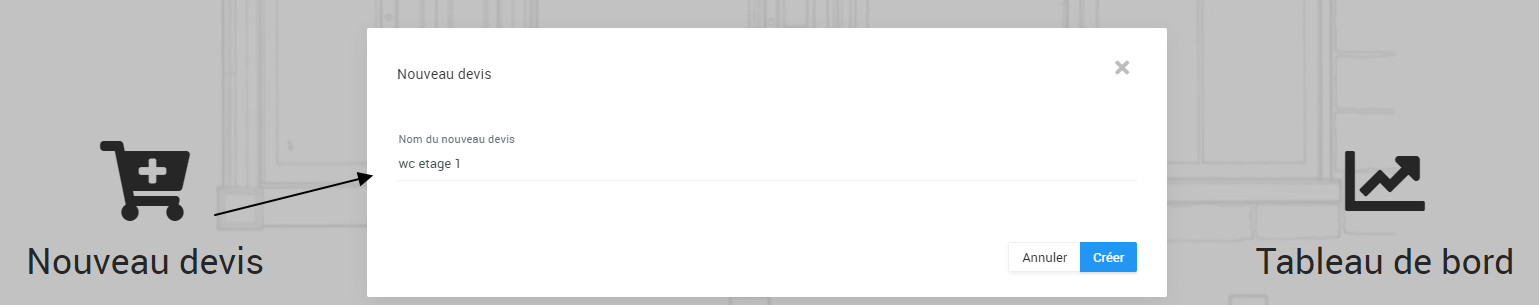 Nouveau devis
Nom du nouveau devis
wc etage 1
Annuler
Créer
Nouveau devis
Tableau de bord